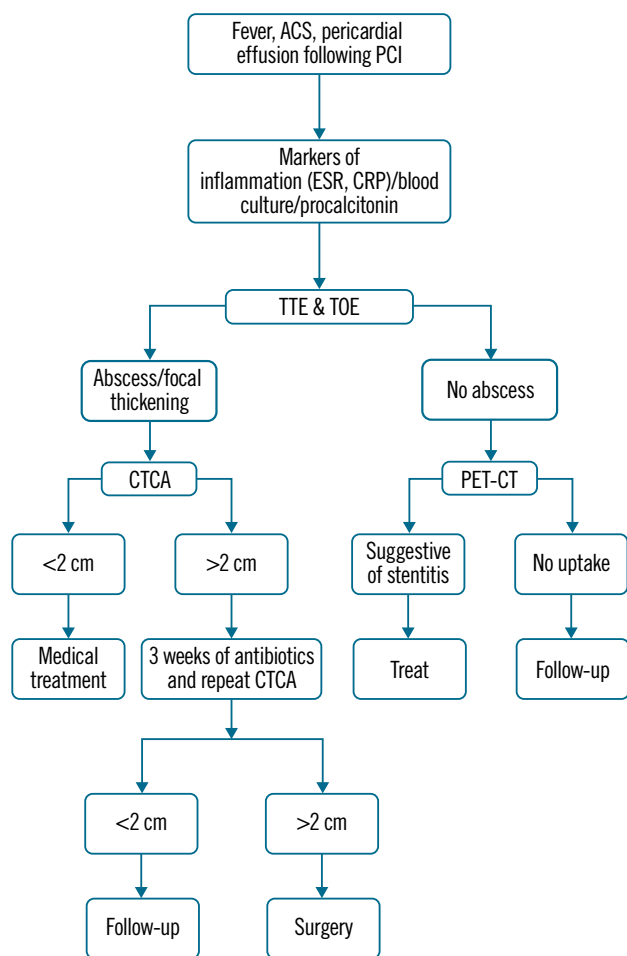 Fever, ACS, pericardial
effusion following PCI
Markers of
inflammation (ESR, CRP)/blood
culture/procalcitonin
TTE & TOE
Abscess/focal
thickening
No abscess
CTCA
PET-CT
<2 cm
>2 cm
Suggestive
of stentitis
No uptake
Medical
treatment
3 weeks of antibiotics
and repeat CTCA
Treat
Follow-up
<2 cm
>2 cm
Follow-up
Surgery